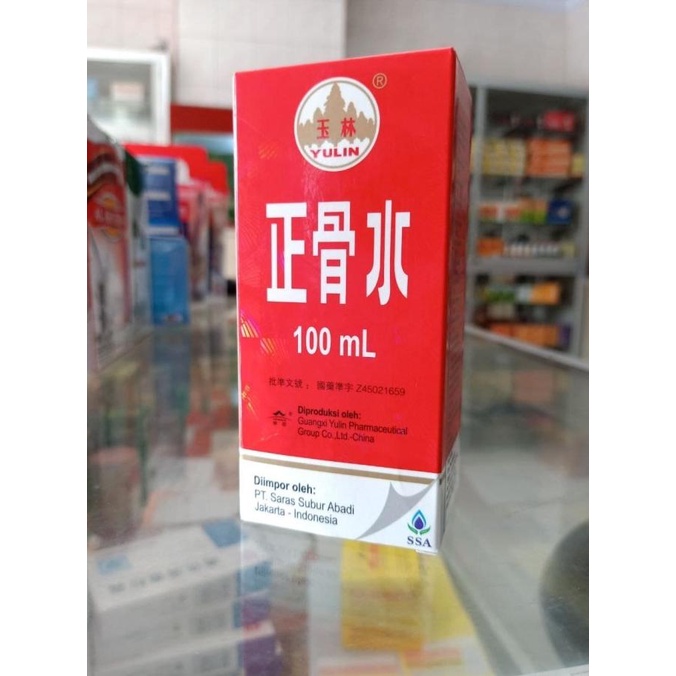 ®
玉林
YULIN
正骨水
100 mL
批準文號：國藥準字 Z45021659
Diproduksi oleh:
Guangxi Yulin Pharmaceutical
Group Co.,Ltd.-China
Diimpor oleh:
PT. Saras Subur Abadi
Jakarta - Indonesia
SSA